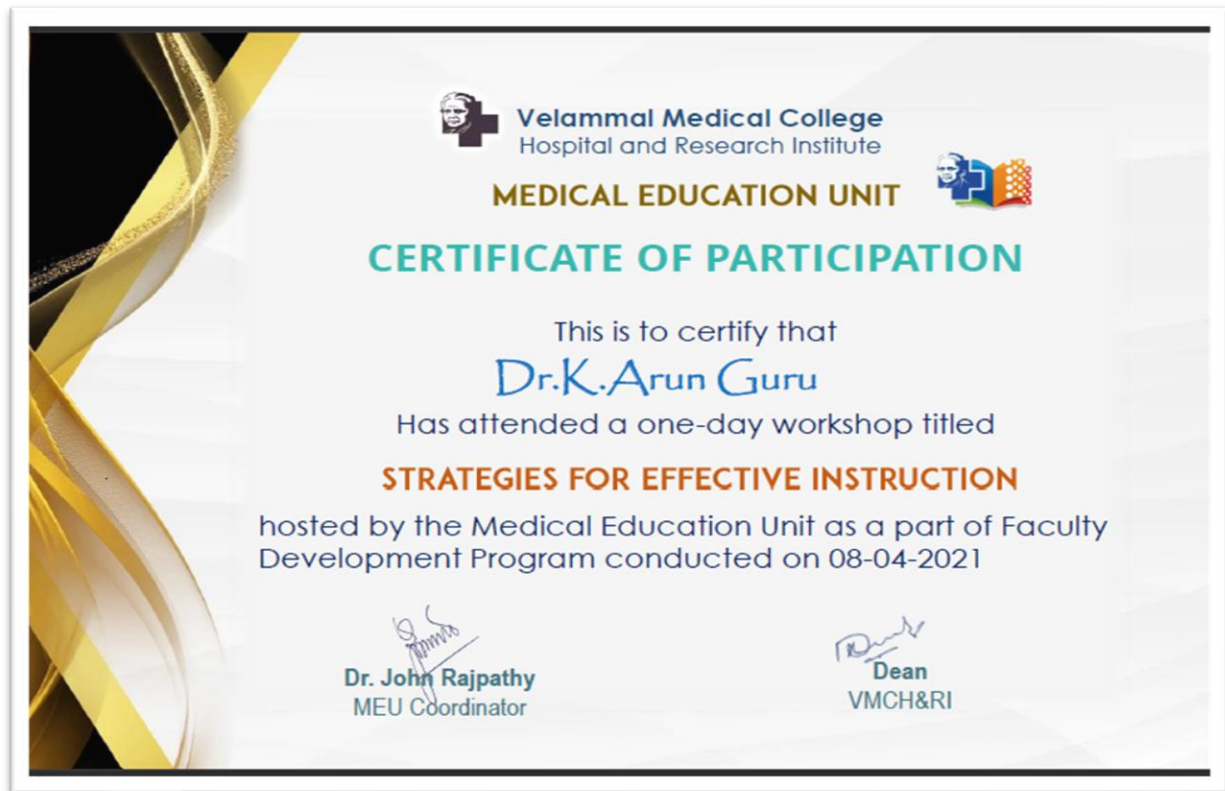 Velammal Medical College
Hospital and Research Institute
MEDICAL EDUCATION UNIT
CERTIFICATE OF PARTICIPATION
This is to certify that
Dr.K.Arun Guru
Has attended a one-day workshop titled
STRATEGIES FOR EFFECTIVE INSTRUCTION
hosted by the Medical Education Unit as a part of Faculty
Development Program conducted on 08-04-2021
Dr. John Rajpathy
MEU Coordinator
Dean
VMCH&RI